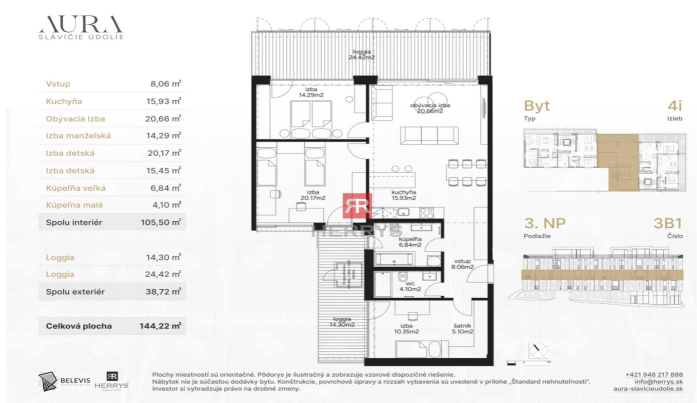 AURA
SLÁVIČIE ÚDOLIE
Vstup 8,06 m²
Kuchyňa 15,93 m²
Obývacia izba 20,66 m²
Izba manželská 14,29 m²
Izba detská 20,17 m²
Izba detská 15,45 m²
Kúpeľňa veľká 6,84 m²
Kúpeľňa malá 4,10 m²
Spolu interiér 105,50 m²
Loggia 14,30 m²
Loggia 24,42 m²
Spolu exteriér 38,72 m²
Celková plocha 144,22 m²
loggia
24.42m2
izba
14.29m2
obývacia izba
20.66m2
izba
20.17m2
kuchyňa
15.93m2
HERRYS
kúpeľňa
6.84m2
vstup
8.06m2
wc
4.10m2
loggia
14.30m2
izba
10.35m2
šatník
5.10m2
Byt 4i
Typ Izieb
3. NP 3B1
Podlažie Číslo
BELEVIS
HERRYS
Plochy miestností sú orientačné. Pôdorys je ilustračný a zobrazuje vzorové dispozičné riešenie.
Nábytok nie je súčasťou dodávky bytu. Konštrukcie, povrchové úpravy a rozsah vybavenia sú uvedené v prílohe „Štandard nehnuteľnosti".
Investor si vyhradzuje právo na drobné zmeny.
+421 948 217 888
info@herrys.sk
aura-slavicieudolie.sk